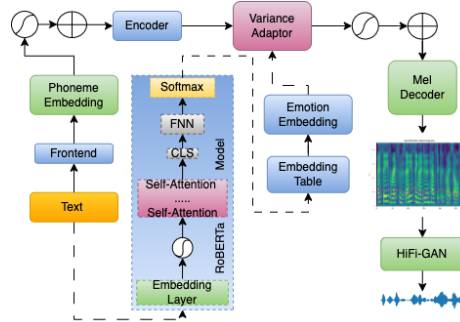 Encoder
Variance
Adaptor
Phoneme
Embedding
Softmax
Emotion
Embedding
Mel
Decoder
FNN
Frontend
CLS
Model
Embedding
Table
Self-Attention
.....
Self-Attention
Text
RoBERTa
HiFi-GAN
Embedding
Layer